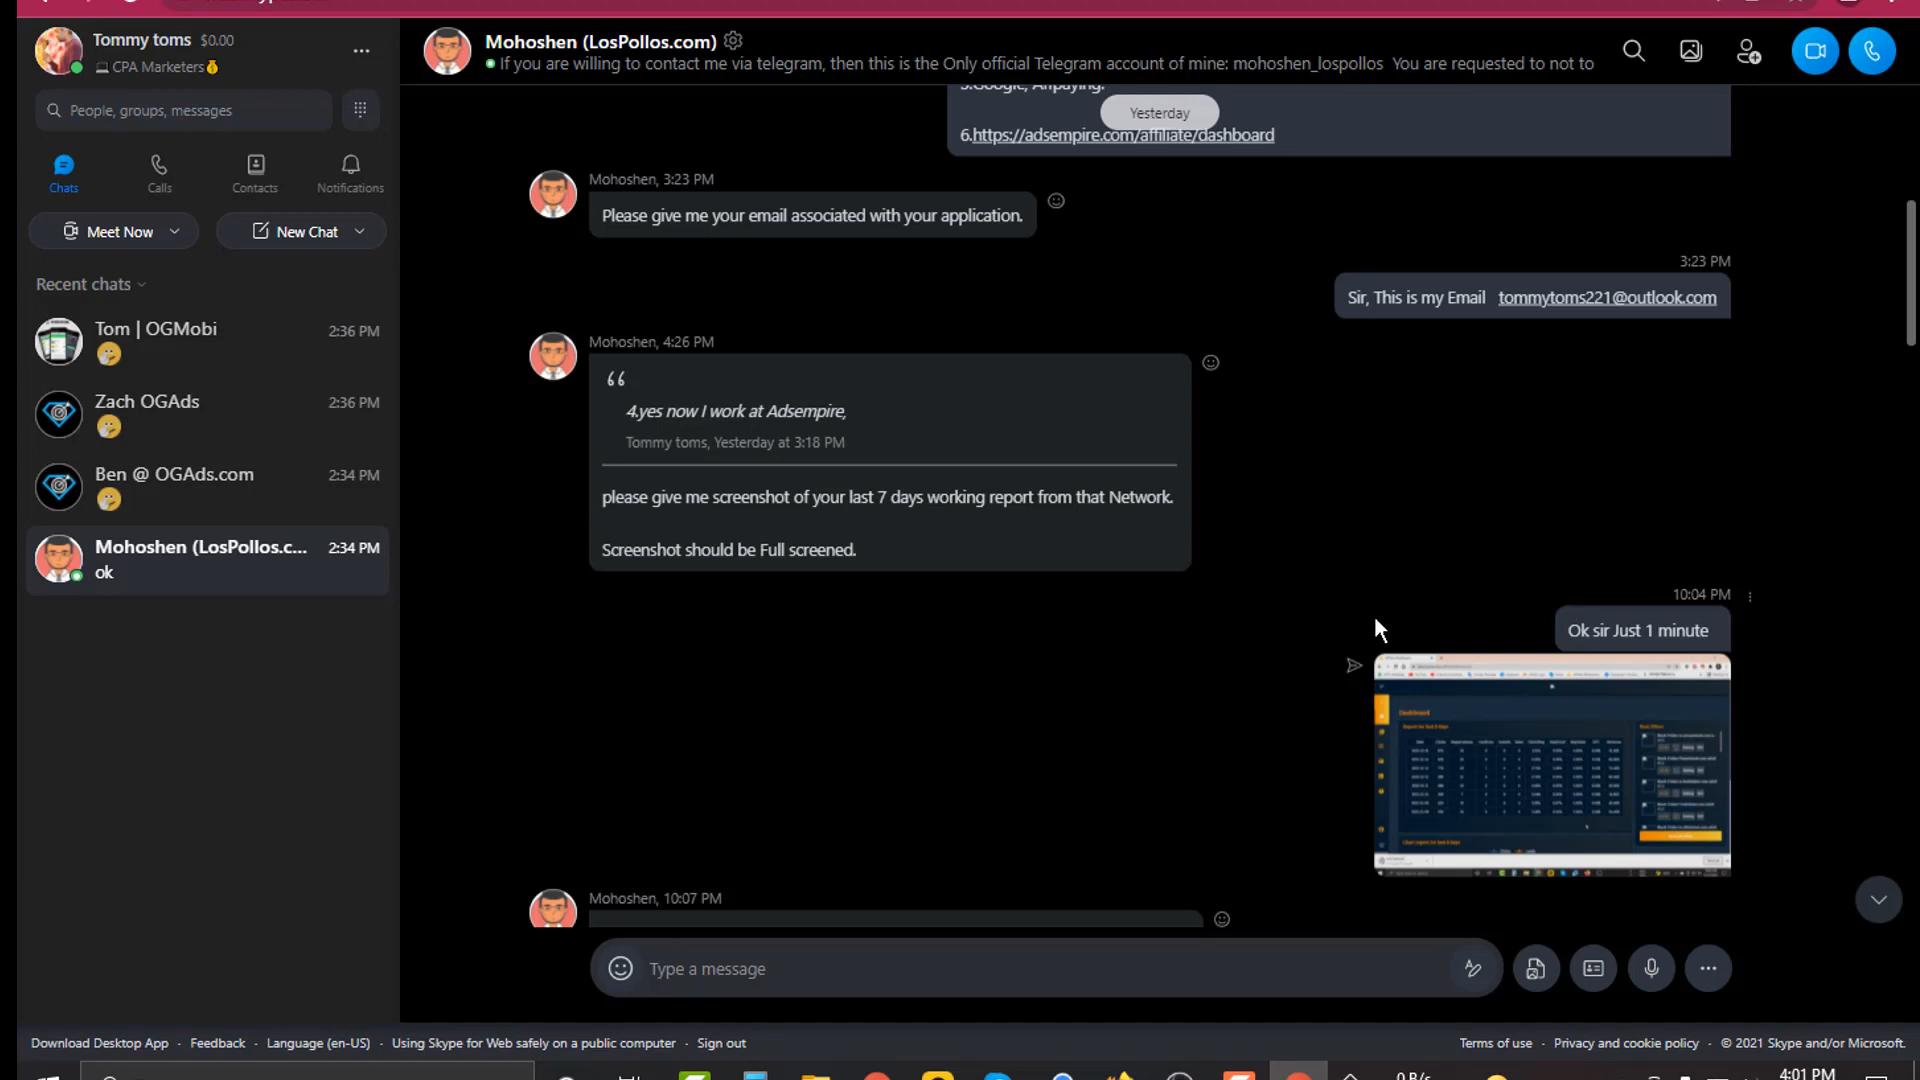 Tommy toms $0.00
CPA Marketers
People, groups, messages
Chats
Calls
Contacts
Notifications
Meet Now
New Chat
Recent chats
Tom | OGMobi 2:36 PM
Zach OGAds 2:36 PM
Ben @ OGAds.com 2:34 PM
Mohoshen (LosPollos.c... 2:34 PM
ok
Mohoshen (LosPollos.com)
If you are willing to contact me via telegram, then this is the Only official Telegram account of mine: mohoshen_lospollos You are requested to not to
Yesterday
6.https://adsempire.com/affiliate/dashboard
Mohoshen, 3:23 PM
Please give me your email associated with your application.
3:23 PM
Sir, This is my Email tommytoms221@outlook.com
Mohoshen, 4:26 PM
4.yes now I work at Adsempire,
Tommy toms, Yesterday at 3:18 PM
please give me screenshot of your last 7 days working report from that Network.
Screenshot should be Full screened.
10:04 PM
Ok sir Just 1 minute
Dashboard
Mohoshen, 10:07 PM
Type a message
Download Desktop App · Feedback · Language (en-US) · Using Skype for Web safely on a public computer · Sign out
Terms of use · Privacy and cookie policy · © 2021 Skype and/or Microsoft.
4:01 PM